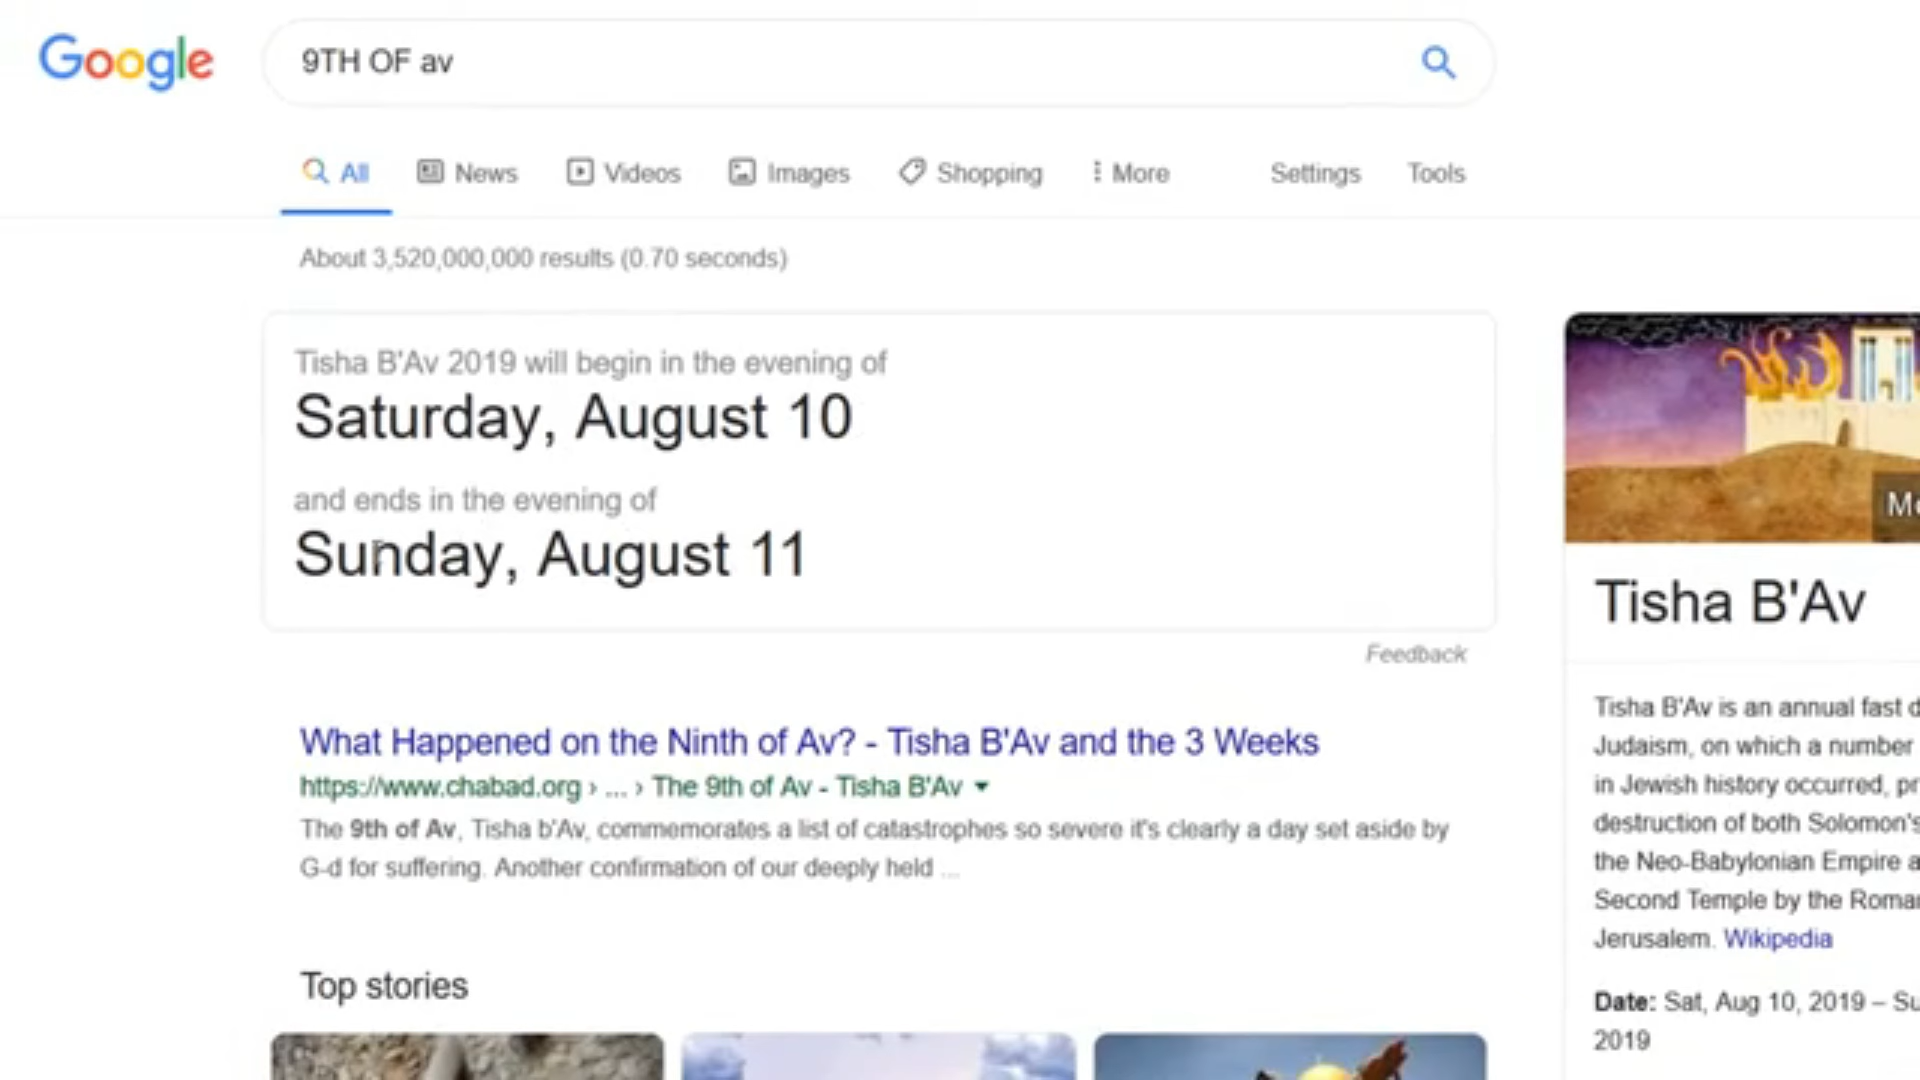 Google
9TH OF av
All News Videos Images Shopping More Settings Tools
About 3,520,000,000 results (0.70 seconds)
Tisha B'Av 2019 will begin in the evening of
Saturday, August 10
and ends in the evening of
Sunday, August 11
Feedback
What Happened on the Ninth of Av? - Tisha B'Av and the 3 Weeks
https://www.chabad.org › ... › The 9th of Av - Tisha B'Av
The 9th of Av, Tisha b'Av, commemorates a list of catastrophes so severe it's clearly a day set aside by
G-d for suffering. Another confirmation of our deeply held ...
Top stories
Tisha B'Av
Tisha B'Av is an annual fast
Judaism, on which a number
in Jewish history occurred,
destruction of both Solomon's
the Neo-Babylonian Empire
Second Temple by the
Jerusalem. Wikipedia
Date: Sat, Aug 10, 2019 –
2019